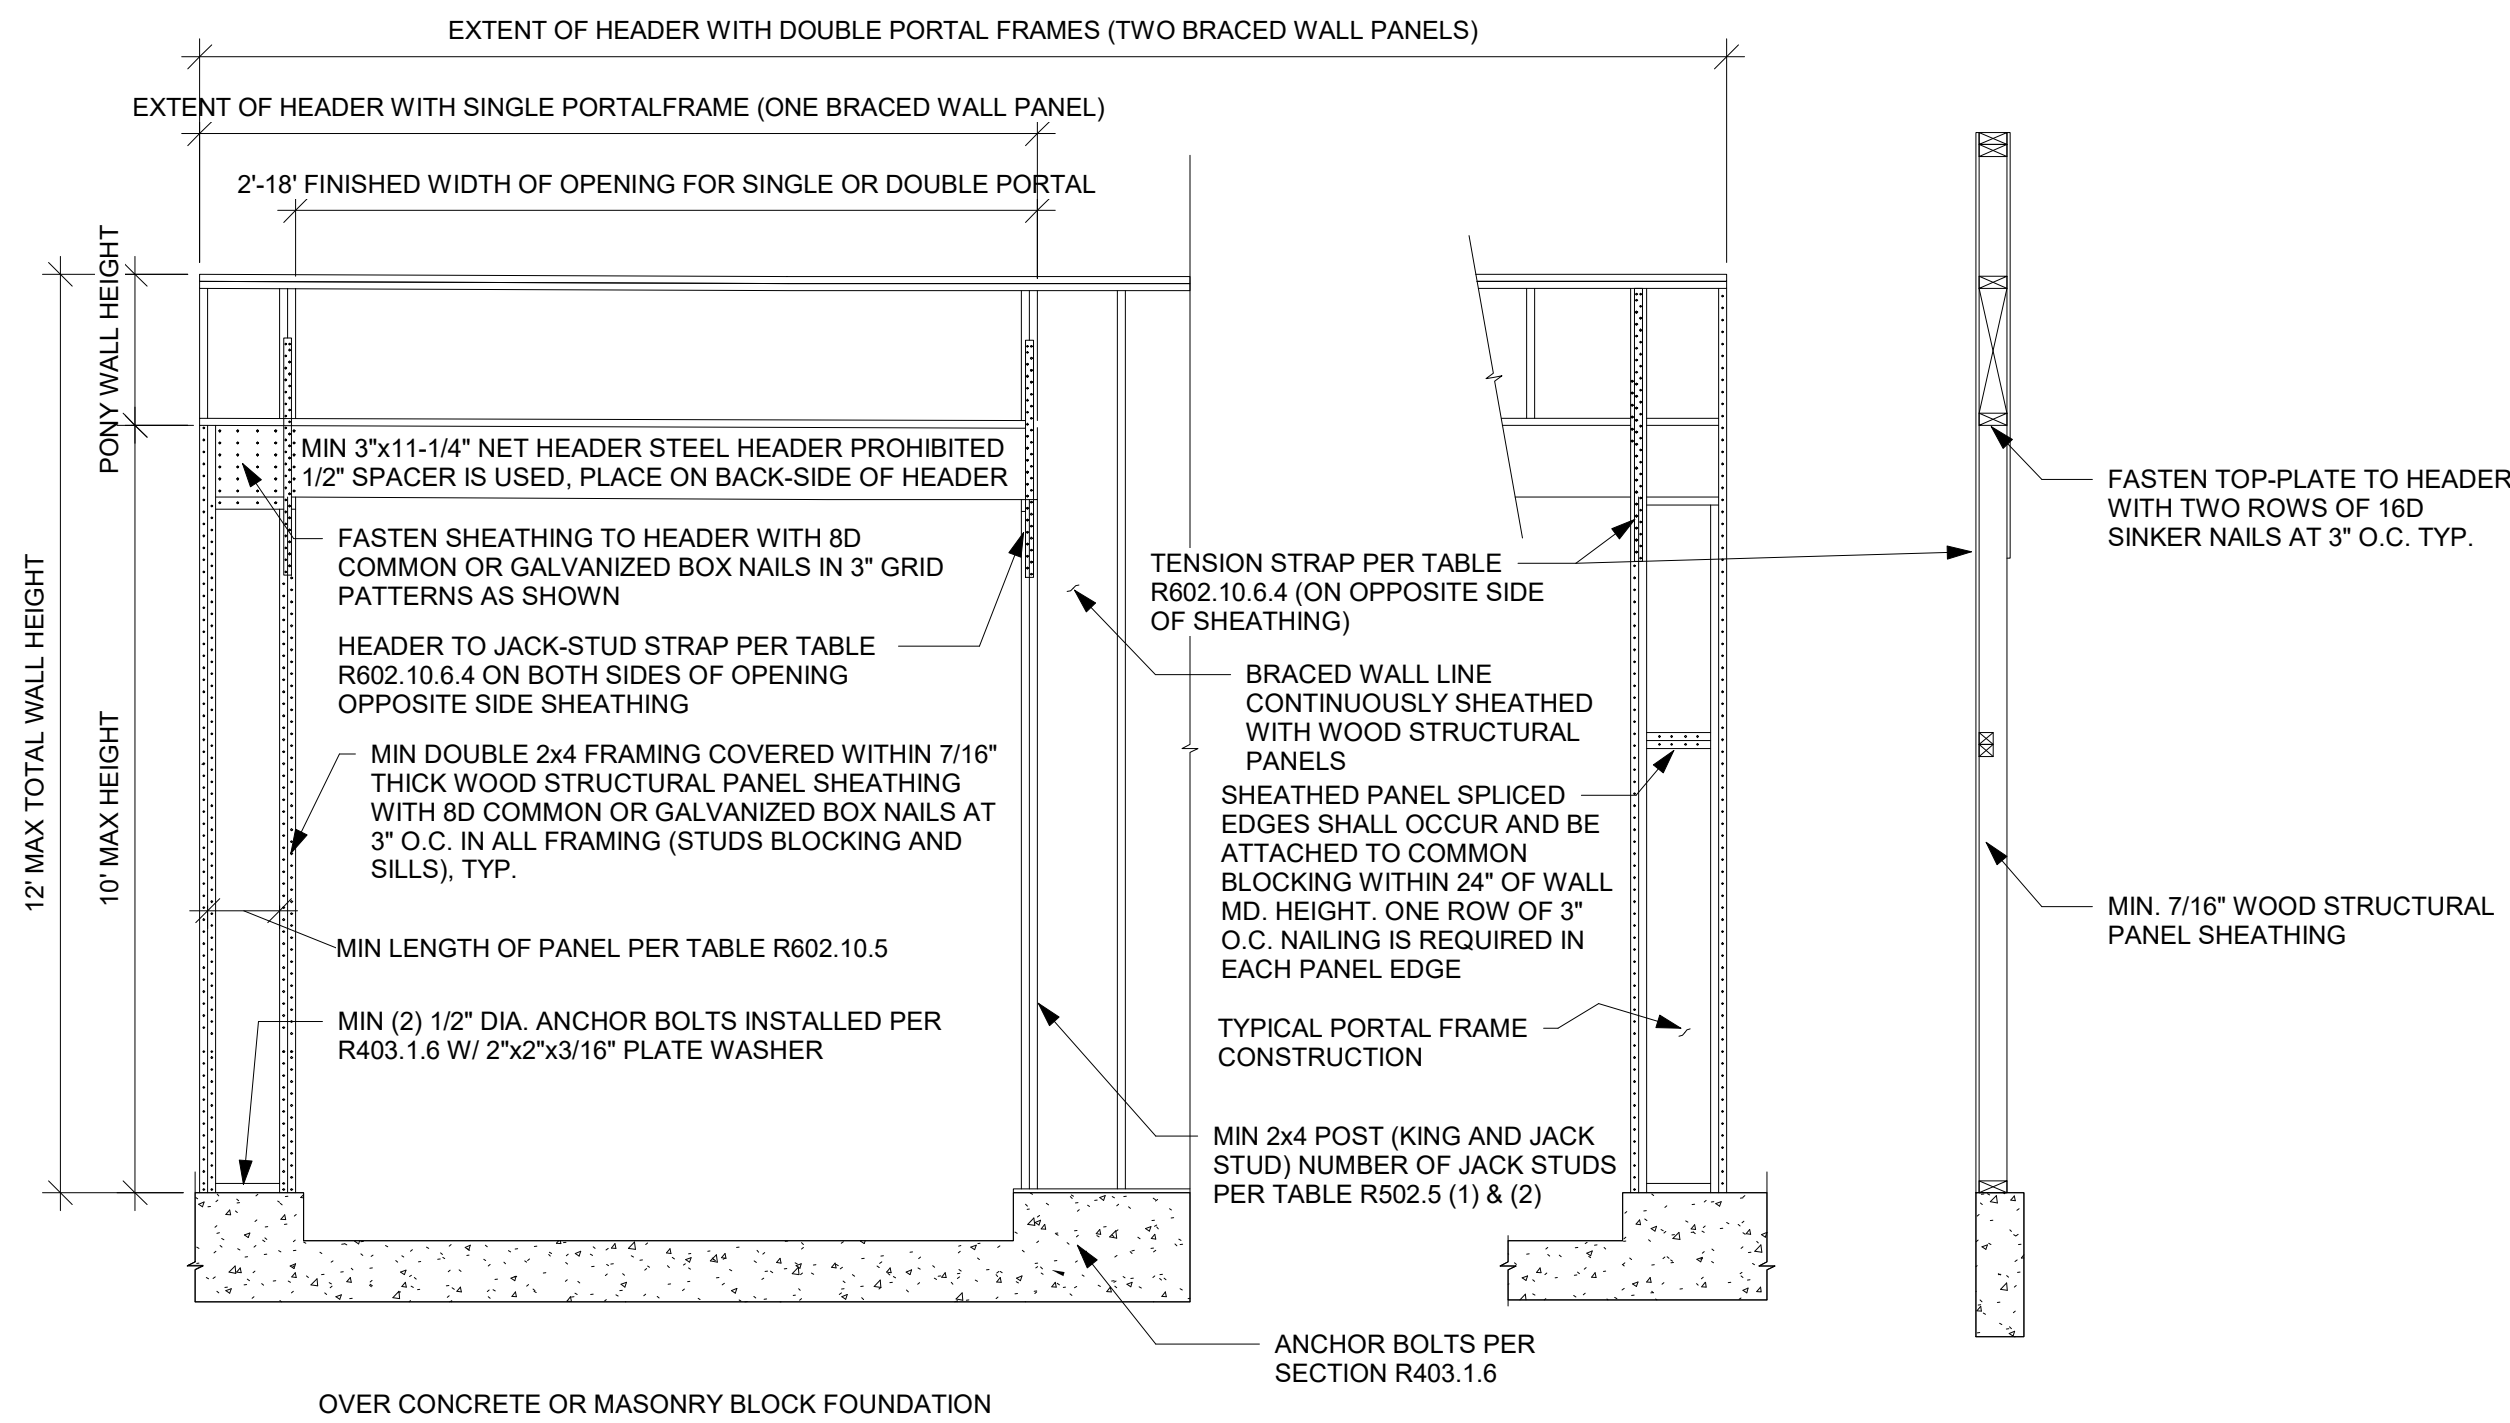 EXTENT OF HEADER WITH DOUBLE PORTAL FRAMES (TWO BRACED WALL PANELS)
EXTENT OF HEADER WITH SINGLE PORTALFRAME (ONE BRACED WALL PANEL)
2'-18' FINISHED WIDTH OF OPENING FOR SINGLE OR DOUBLE PORTAL
12' MAX TOTAL WALL HEIGHT
PONY WALL HEIGHT
10' MAX HEIGHT
MIN 3"x11-1/4" NET HEADER STEEL HEADER PROHIBITED
1/2" SPACER IS USED, PLACE ON BACK-SIDE OF HEADER
FASTEN SHEATHING TO HEADER WITH 8D
COMMON OR GALVANIZED BOX NAILS IN 3" GRID
PATTERNS AS SHOWN
HEADER TO JACK-STUD STRAP PER TABLE
R602.10.6.4 ON BOTH SIDES OF OPENING
OPPOSITE SIDE SHEATHING
MIN DOUBLE 2x4 FRAMING COVERED WITHIN 7/16"
THICK WOOD STRUCTURAL PANEL SHEATHING
WITH 8D COMMON OR GALVANIZED BOX NAILS AT
3" O.C. IN ALL FRAMING (STUDS BLOCKING AND
SILLS), TYP.
MIN LENGTH OF PANEL PER TABLE R602.10.5
MIN (2) 1/2" DIA. ANCHOR BOLTS INSTALLED PER
R403.1.6 W/ 2"x2"x3/16" PLATE WASHER
TENSION STRAP PER TABLE
R602.10.6.4 (ON OPPOSITE SIDE
OF SHEATHING)
BRACED WALL LINE
CONTINUOUSLY SHEATHED
WITH WOOD STRUCTURAL
PANELS
SHEATHED PANEL SPLICED
EDGES SHALL OCCUR AND BE
ATTACHED TO COMMON
BLOCKING WITHIN 24" OF WALL
MD. HEIGHT. ONE ROW OF 3"
O.C. NAILING IS REQUIRED IN
EACH PANEL EDGE
TYPICAL PORTAL FRAME
CONSTRUCTION
MIN 2x4 POST (KING AND JACK
STUD) NUMBER OF JACK STUDS
PER TABLE R502.5 (1) & (2)
ANCHOR BOLTS PER
SECTION R403.1.6
FASTEN TOP-PLATE TO HEADER
WITH TWO ROWS OF 16D
SINKER NAILS AT 3" O.C. TYP.
MIN. 7/16" WOOD STRUCTURAL
PANEL SHEATHING
OVER CONCRETE OR MASONRY BLOCK FOUNDATION